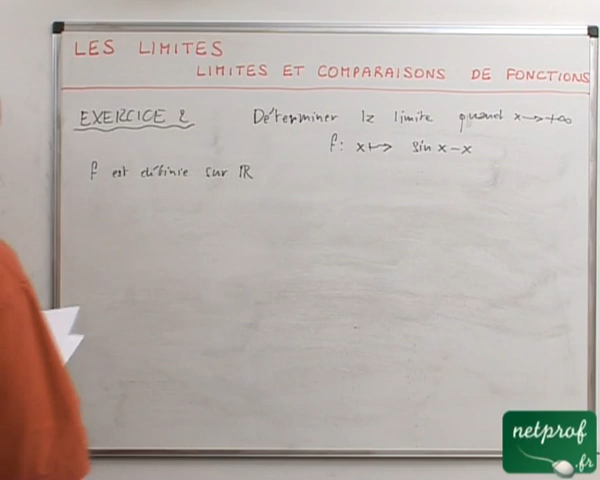 LES LIMITES
LIMITES ET COMPARAISONS DE FONCTIONS
EXERCICE 2 Déterminer la limite quand x→+∞
f: x↦ sin x - x
f est définie sur ℝ
netprof
.fr